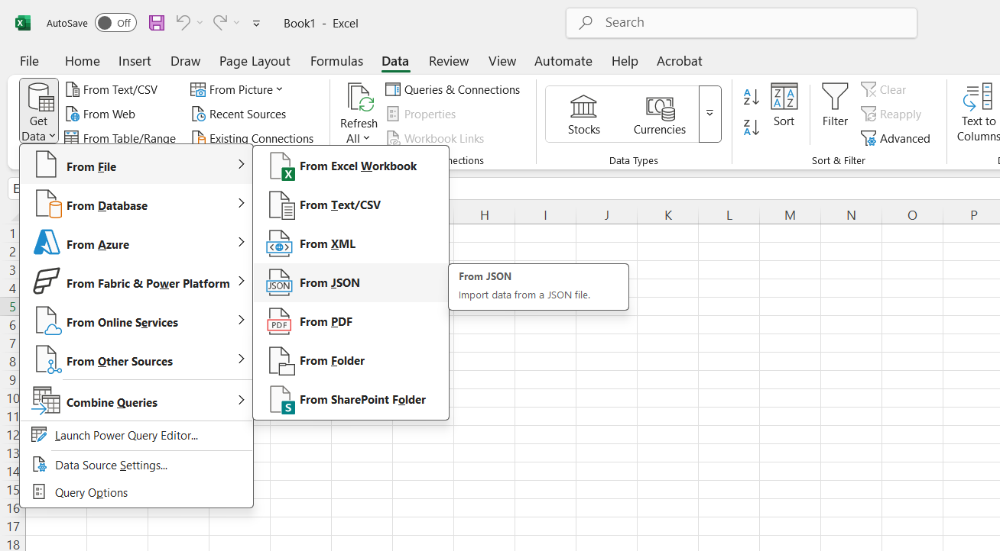 AutoSave Off Book1 - Excel Search
File Home Insert Draw Page Layout Formulas Data Review View Automate Help Acrobat
Get
Data
From Text/CSV
From Web
From Table/Range
From Picture
Recent Sources
Existing Connections
Refresh
All
Queries & Connections
Properties
Workbook Links
Stocks
Currencies
Data Types
Z A
A Z
Sort
Filter
Clear
Reapply
Advanced
Sort & Filter
Text to
Columns
From File
From Database
From Azure
From Fabric & Power Platform
From Online Services
From Other Sources
Combine Queries
Launch Power Query Editor...
Data Source Settings...
Query Options
From Excel Workbook
From Text/CSV
From XML
JSON
From JSON
PDF
From PDF
From Folder
From SharePoint Folder
From JSON
Import data from a JSON file.
H I J K L M N O P
1
2
3
4
5
6
7
8
9
10
11
12
13
14
15
16
17
18